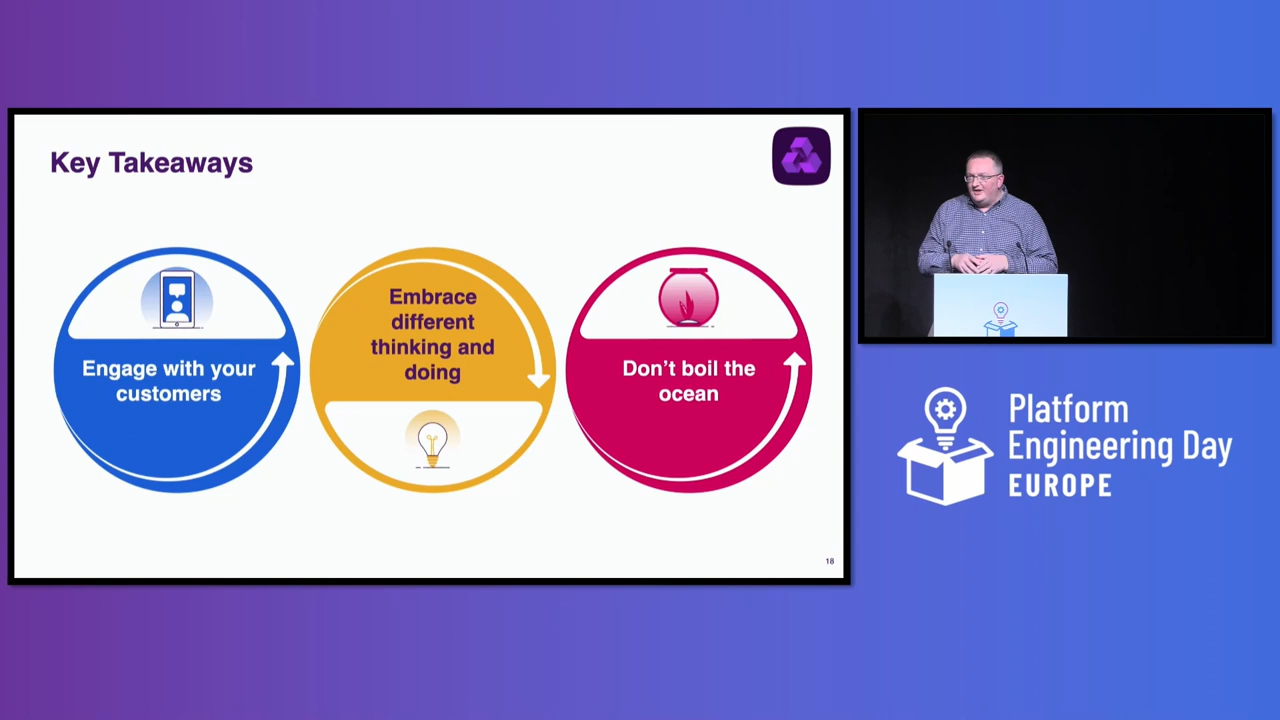 Key Takeaways
Engage with your
customers
Embrace
different
thinking and
doing
Don't boil the
ocean
18
Platform
Engineering Day
EUROPE